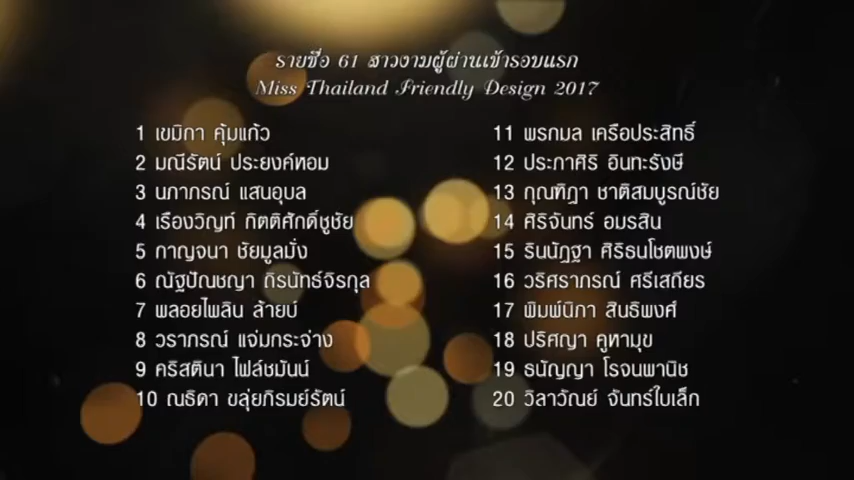 รายชื่อ 61 สาวงามผู้ผ่านเข้ารอบแรก
Miss Thailand Friendly Design 2017
1 เขมิกา คุ้มแก้ว
2 มณีรัตน์ ประยงค์หอม
3 นภาภรณ์ แสนอุบล
4 เรืองวิญท์ กิตติศักดิ์ชูชัย
5 กาญจนา ชัยมูลมั่ง
6 ณัฐปัณชญา ถิรนัทธ์จิรกุล
7 พลอยไพลิน ล้ายบ์
8 วราภรณ์ แจ่มกระจ่าง
9 คริสตินา ไฟล์ชมันน์
10 ณธิดา ขลุ่ยภิรมย์รัตน์
11 พรกมล เครือประสิทธิ์
12 ประกาศิริ อินทะรังษี
13 กุณฑิฎา ชาติสมบูรณ์ชัย
14 ศิริจันทร์ อมรสิน
15 รินนัฎฐา ศิริธนโชตพงษ์
16 วริศราภรณ์ ศรีเสถียร
17 พิมพ์นิภา สินธิพงศ์
18 ปริศญา คูหามุข
19 ธนัญญา โรจนพานิช
20 วิลาวัณย์ จันทร์ใบเล็ก